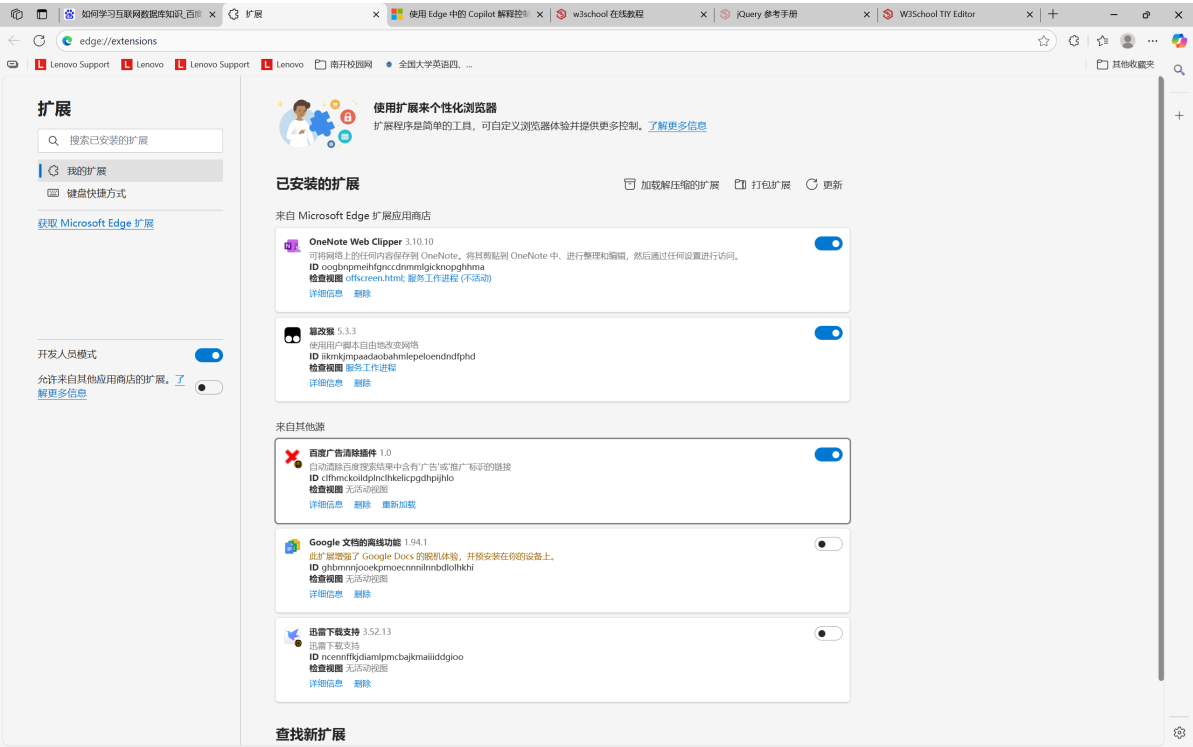 如何学习互联网数据库知识_百度
扩展
使用 Edge 中的 Copilot 解释控制
w3school 在线教程
jQuery 参考手册
W3School TIY Editor
edge://extensions
Lenovo Support
Lenovo
Lenovo Support
Lenovo
南开校园网
全国大学英语四、...
其他收藏夹
扩展
搜索已安装的扩展
我的扩展
键盘快捷方式
获取 Microsoft Edge 扩展
开发人员模式
允许来自其他应用商店的扩展。了
解更多信息
使用扩展来个性化浏览器
扩展程序是简单的工具，可自定义浏览器体验并提供更多控制。了解更多信息
已安装的扩展
加载解压缩的扩展
打包扩展
更新
来自 Microsoft Edge 扩展应用商店
OneNote Web Clipper 3.10.10
可将网络上的任何内容保存到 OneNote。将其剪贴到 OneNote 中、进行整理和编辑，然后通过任何设置进行访问。
ID oogbnpmeihfgnccdnmmlgicknopghhma
检查视图 offscreen.html; 服务工作进程 (不活动)
详细信息 删除
篡改猴 5.3.3
使用用户脚本自由地改变网络
ID iikmkjmpaadaobahmlepeloendndfphd
检查视图 服务工作进程
详细信息 删除
来自其他源
百度广告清除插件 1.0
自动清除百度搜索结果中含有'广告'或'推广'标识的链接
ID clfhmckoildplnclhkelicpgdhpijhlo
检查视图 无活动视图
详细信息 删除 重新加载
Google 文档的离线功能 1.94.1
此扩展增强了 Google Docs 的脱机体验，并预安装在你的设备上。
ID ghbmnnjooekpmoecnnnilnnbdlolhkhi
检查视图 无活动视图
详细信息 删除
迅雷下载支持 3.52.13
迅雷下载支持
ID ncennffkjdiamlpmcbajkmaiiiddgioo
检查视图 无活动视图
详细信息 删除
查找新扩展